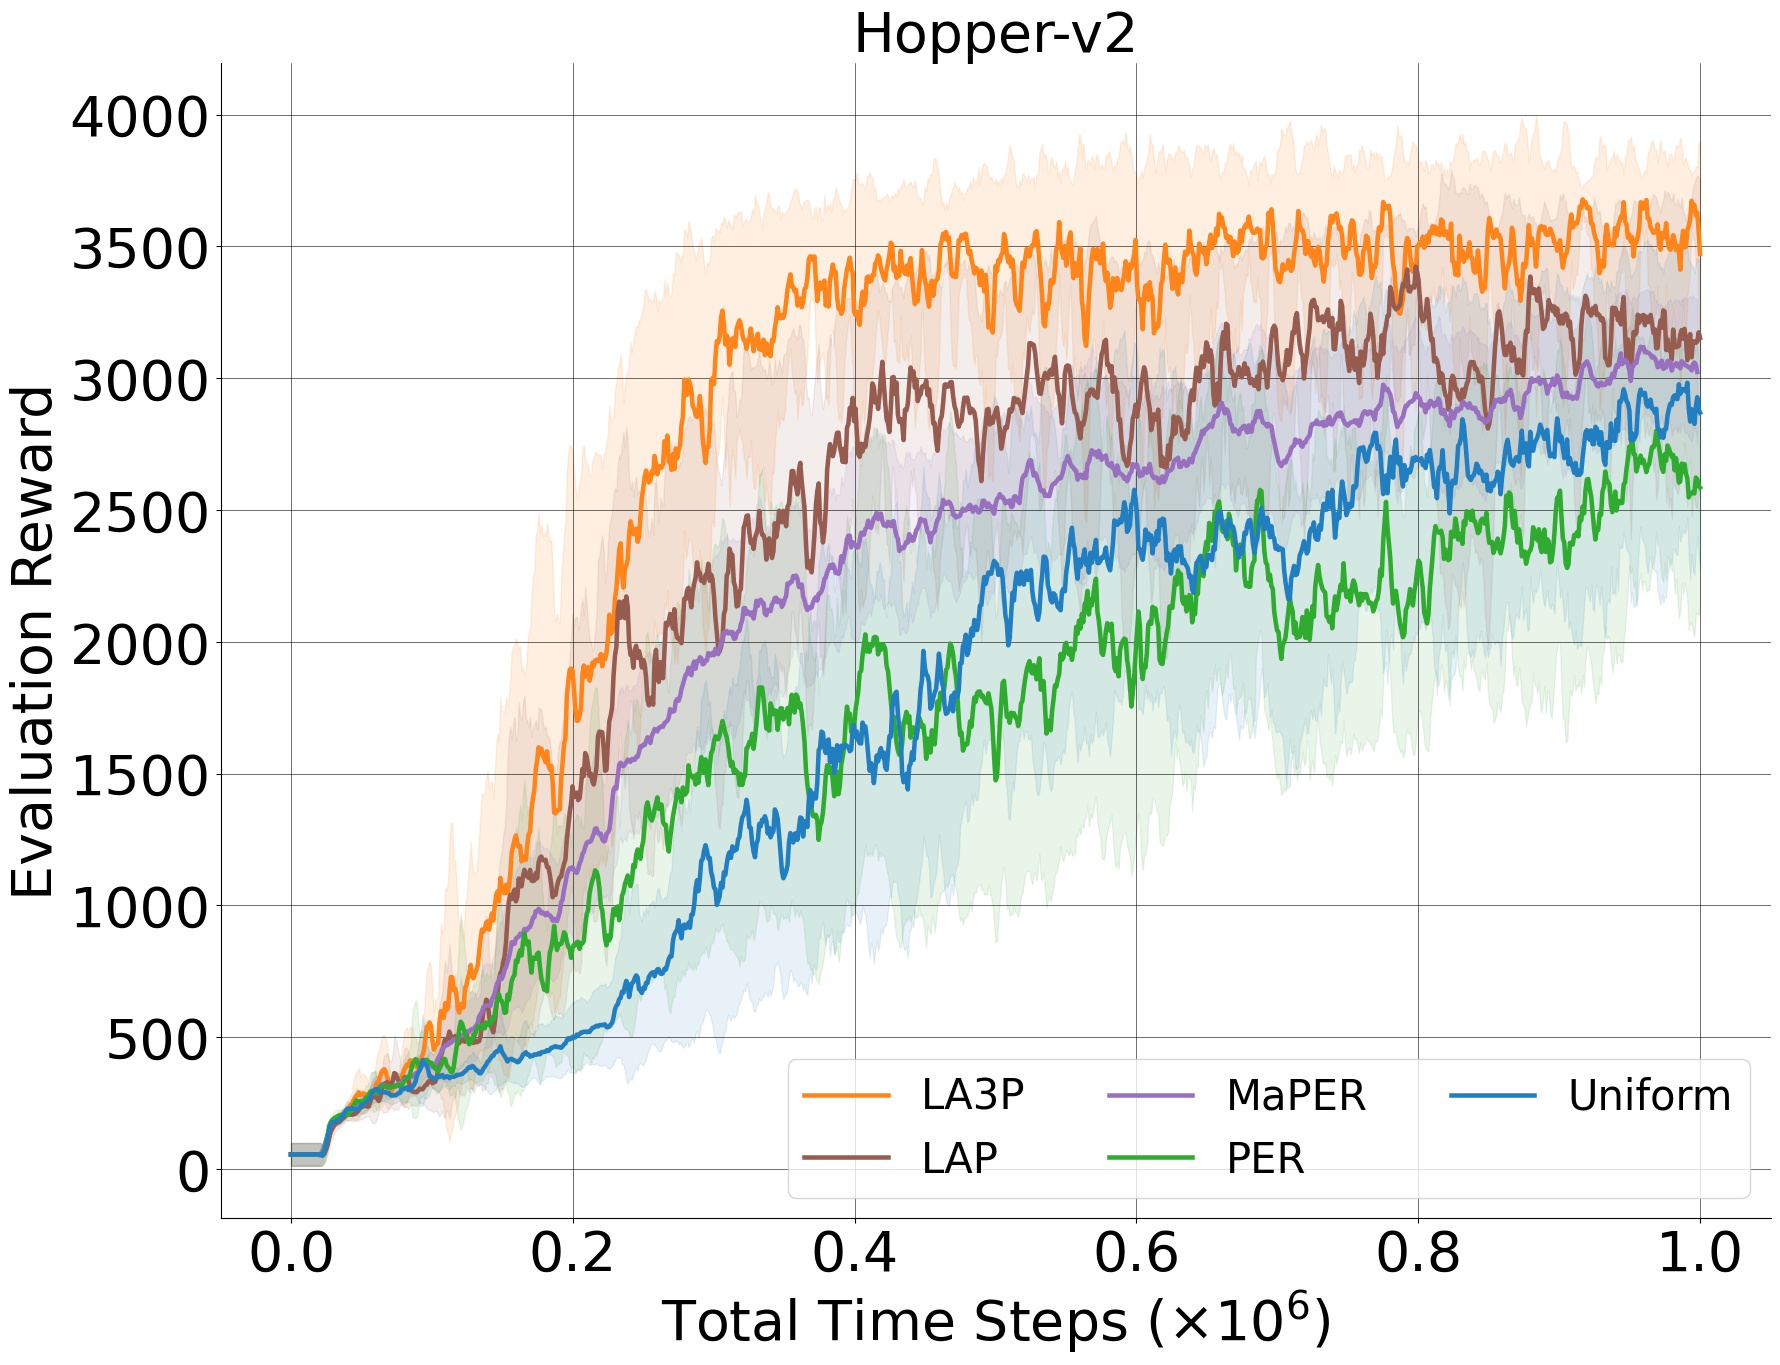 Hopper-v2
4000
3500
3000
2500
2000
1500
1000
500
0
Evaluation Reward
LA3P
MaPER
Uniform
LAP
PER
0.0
0.2
0.4
0.6
0.8
1.0
Total Time Steps (×10⁶)